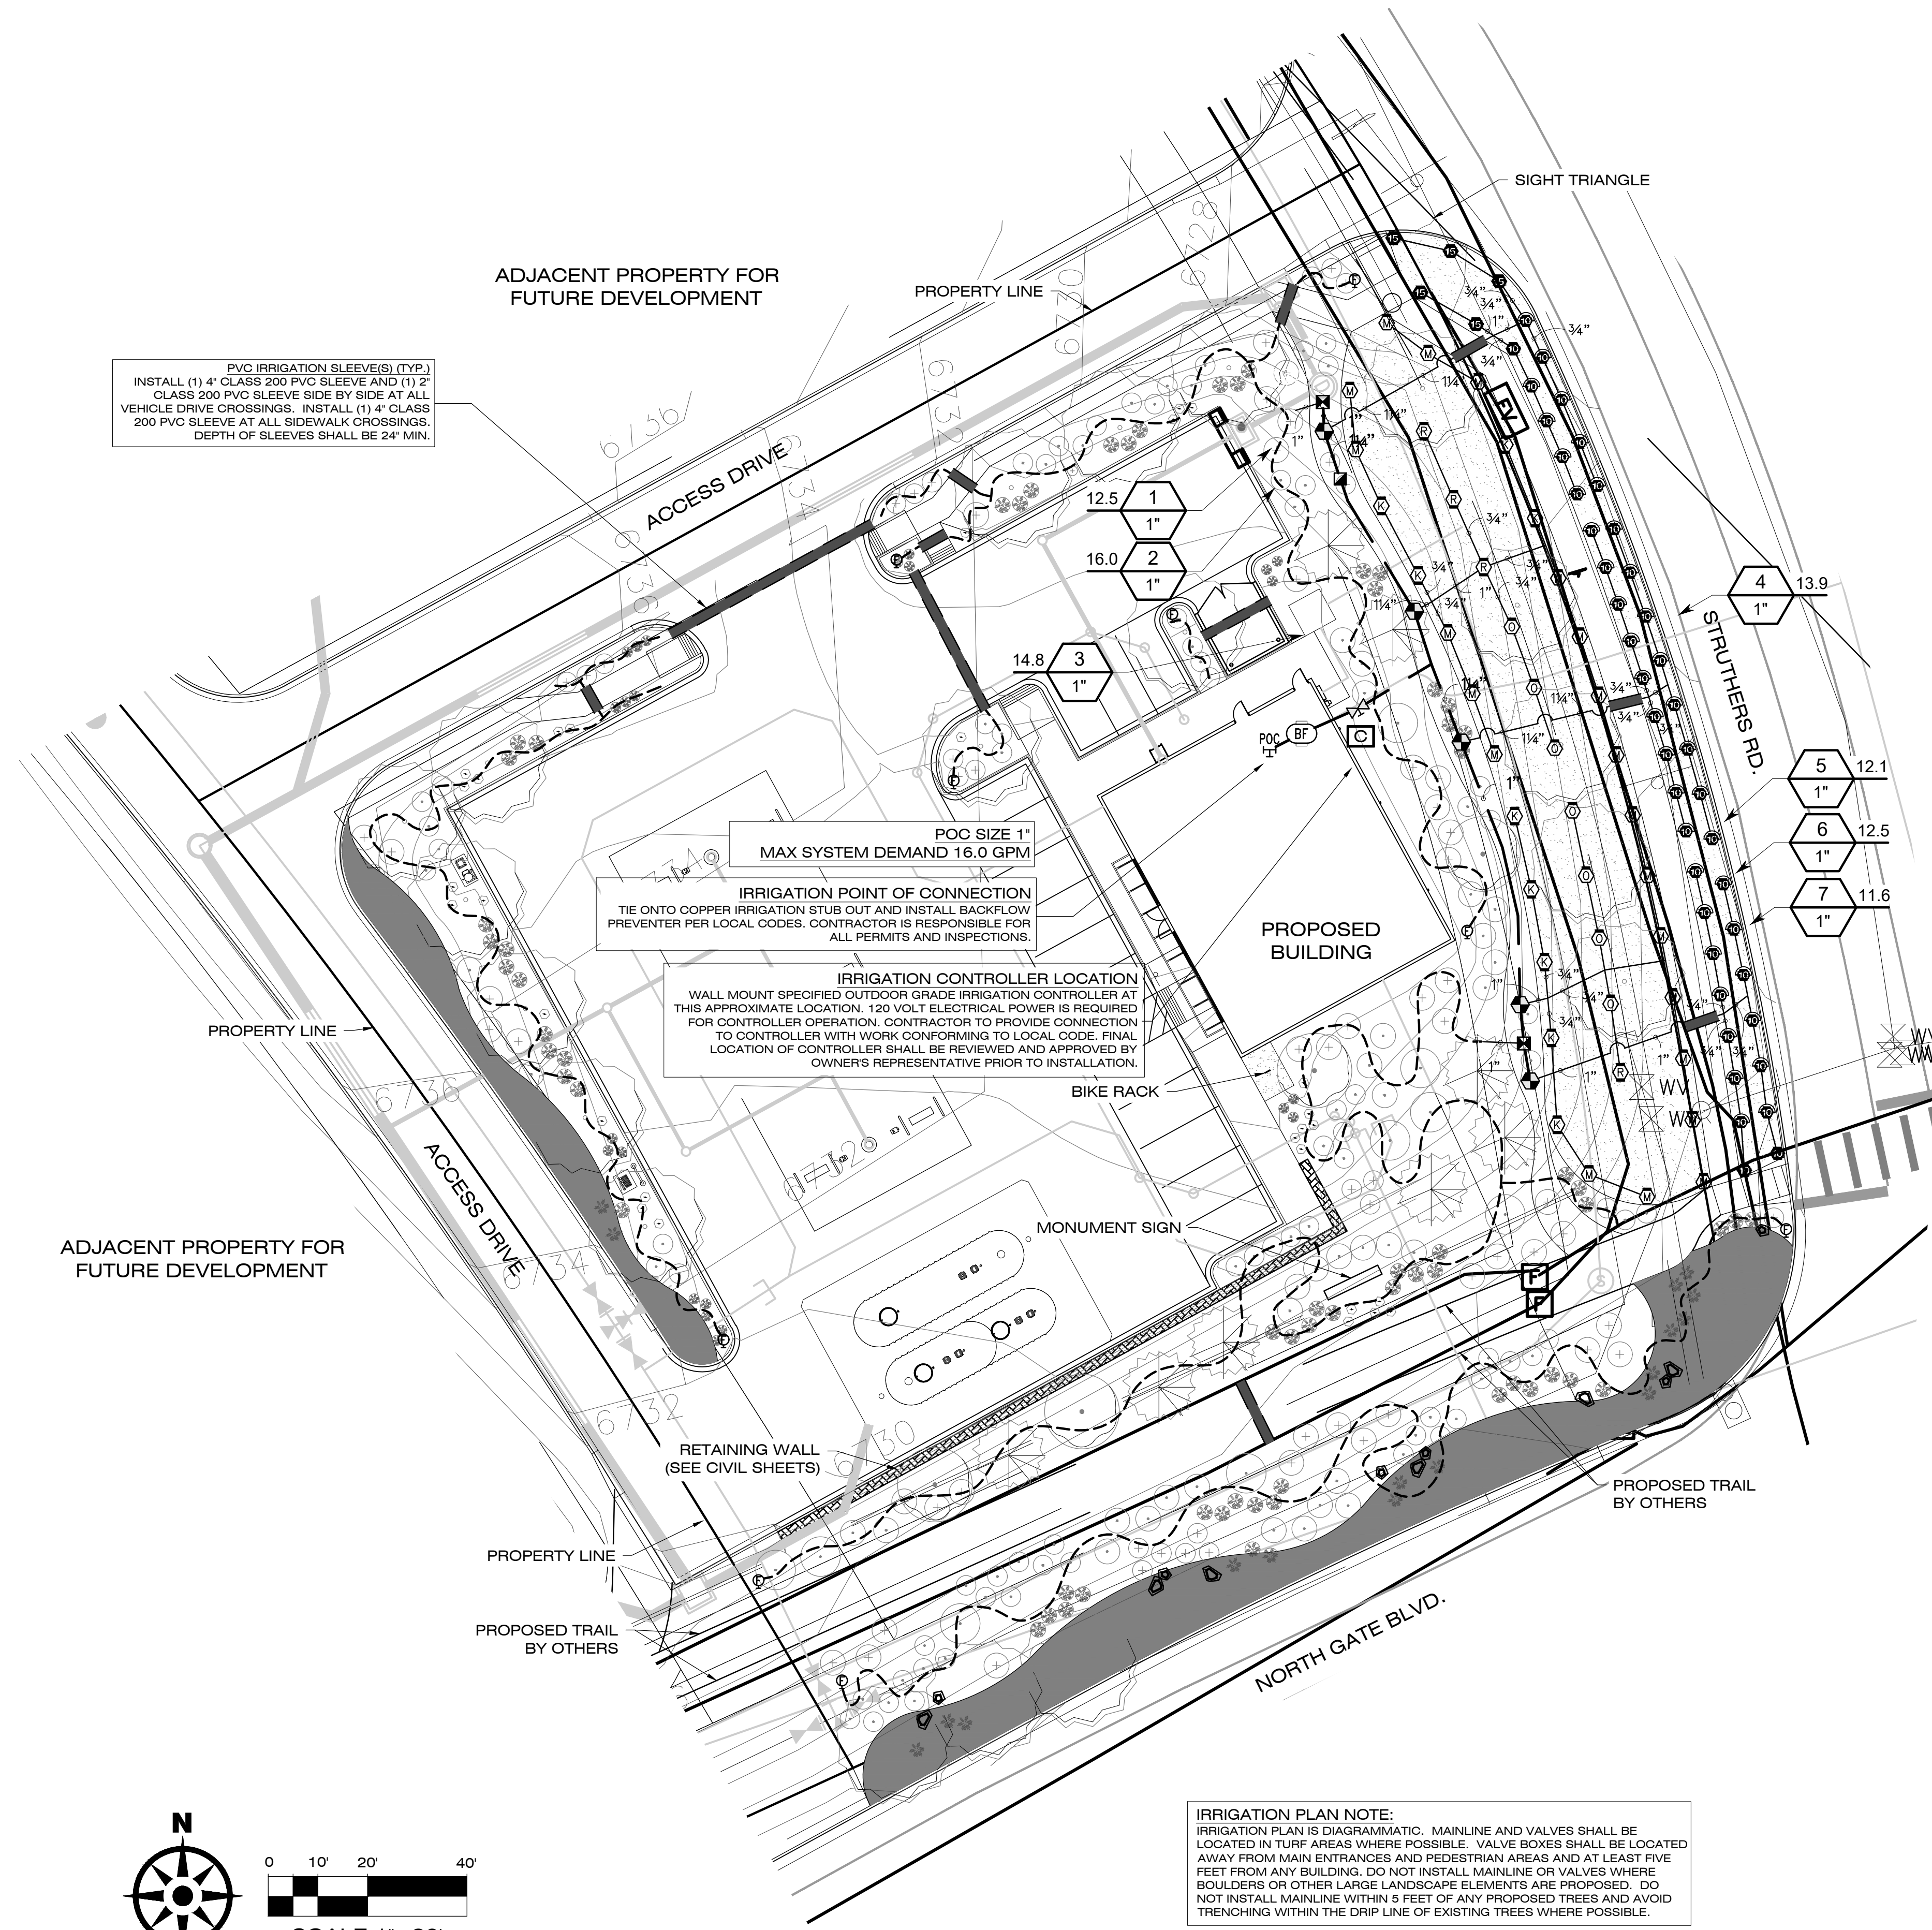 SIGHT TRIANGLE
ADJACENT PROPERTY FOR
FUTURE DEVELOPMENT
PROPERTY LINE
6728
6730
6732
6734
6736
6736
PVC IRRIGATION SLEEVE(S) (TYP.)
INSTALL (1) 4" CLASS 200 PVC SLEEVE AND (1) 2"
CLASS 200 PVC SLEEVE SIDE BY SIDE AT ALL
VEHICLE DRIVE CROSSINGS. INSTALL (1) 4" CLASS
200 PVC SLEEVE AT ALL SIDEWALK CROSSINGS.
DEPTH OF SLEEVES SHALL BE 24" MIN.
ACCESS DRIVE
EV
12.5 1
1"
16.0 2
1"
14.8 3
1"
4 13.9
1"
STRUTHERS RD.
5 12.1
1"
6 12.5
1"
7 11.6
1"
POC
BF
C
POC SIZE 1"
MAX SYSTEM DEMAND 16.0 GPM
IRRIGATION POINT OF CONNECTION
TIE ONTO COPPER IRRIGATION STUB OUT AND INSTALL BACKFLOW
PREVENTER PER LOCAL CODES. CONTRACTOR IS RESPONSIBLE FOR
ALL PERMITS AND INSPECTIONS.
PROPOSED
BUILDING
IRRIGATION CONTROLLER LOCATION
WALL MOUNT SPECIFIED OUTDOOR GRADE IRRIGATION CONTROLLER AT
THIS APPROXIMATE LOCATION. 120 VOLT ELECTRICAL POWER IS REQUIRED
FOR CONTROLLER OPERATION. CONTRACTOR TO PROVIDE CONNECTION
TO CONTROLLER WITH WORK CONFORMING TO LOCAL CODE. FINAL
LOCATION OF CONTROLLER SHALL BE REVIEWED AND APPROVED BY
OWNER'S REPRESENTATIVE PRIOR TO INSTALLATION.
PROPERTY LINE
BIKE RACK
WV
6736
ACCESS DRIVE
6732
MONUMENT SIGN
ADJACENT PROPERTY FOR
FUTURE DEVELOPMENT
6734
F
F
S
6732
6730
RETAINING WALL
(SEE CIVIL SHEETS)
PROPOSED TRAIL
BY OTHERS
PROPERTY LINE
PROPOSED TRAIL
BY OTHERS
NORTH GATE BLVD.
N
0 10' 20' 40'
IRRIGATION PLAN NOTE:
IRRIGATION PLAN IS DIAGRAMMATIC. MAINLINE AND VALVES SHALL BE
LOCATED IN TURF AREAS WHERE POSSIBLE. VALVE BOXES SHALL BE LOCATED
AWAY FROM MAIN ENTRANCES AND PEDESTRIAN AREAS AND AT LEAST FIVE
FEET FROM ANY BUILDING. DO NOT INSTALL MAINLINE OR VALVES WHERE
BOULDERS OR OTHER LARGE LANDSCAPE ELEMENTS ARE PROPOSED. DO
NOT INSTALL MAINLINE WITHIN 5 FEET OF ANY PROPOSED TREES AND AVOID
TRENCHING WITHIN THE DRIP LINE OF EXISTING TREES WHERE POSSIBLE.